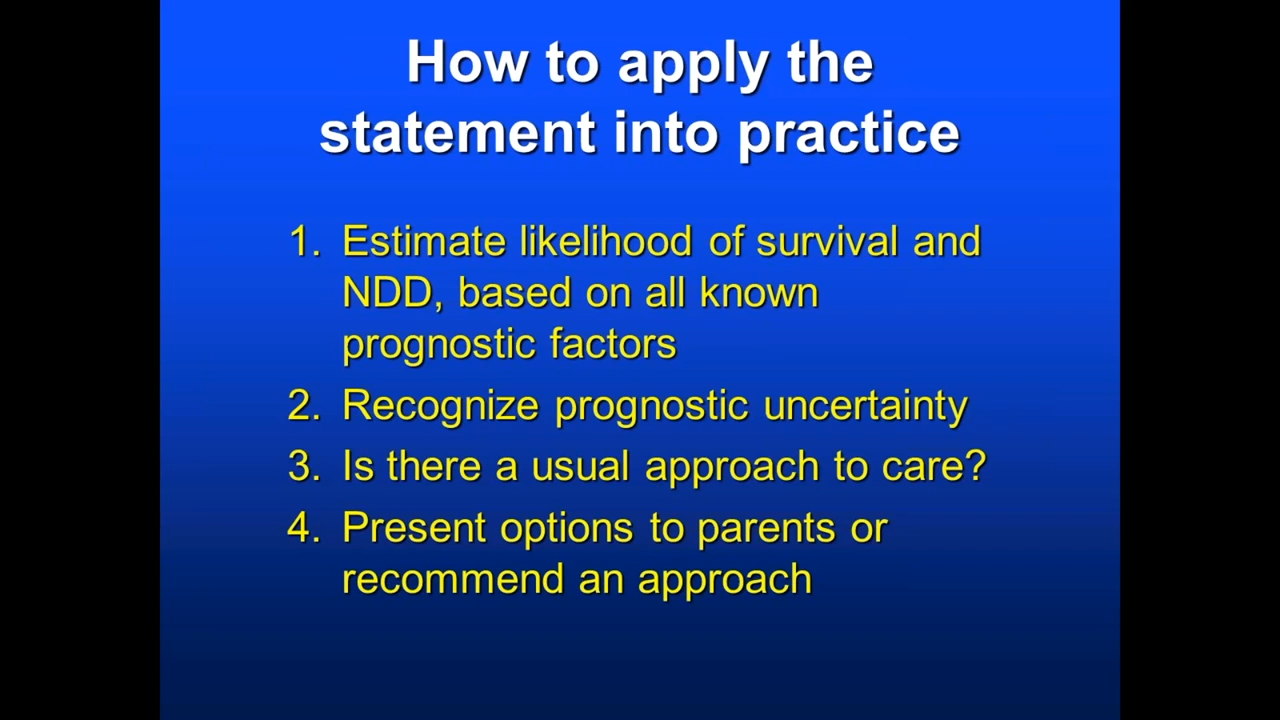 How to apply the
statement into practice
1. Estimate likelihood of survival and
NDD, based on all known
prognostic factors
2. Recognize prognostic uncertainty
3. Is there a usual approach to care?
4. Present options to parents or
recommend an approach